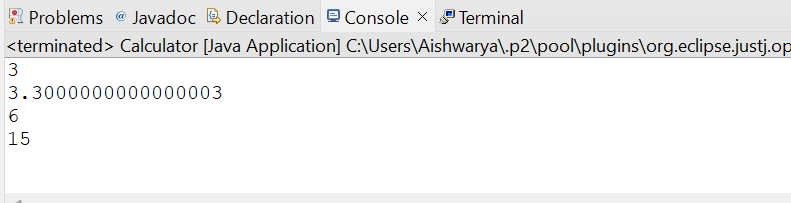 Problems Javadoc Declaration Console Terminal
<terminated> Calculator [Java Application] C:\Users\Aishwarya\.p2\pool\plugins\org.eclipse.justj.op
3
3.3000000000000003
6
15